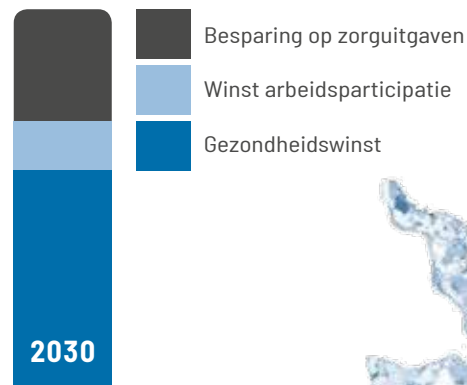 Besparing op zorguitgaven
Winst arbeidsparticipatie
Gezondheidswinst
2030